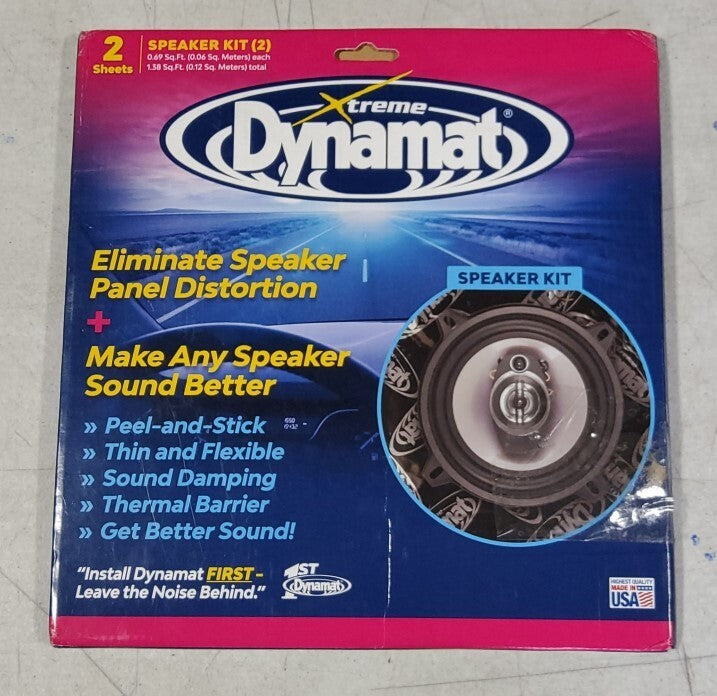 2
Sheets
SPEAKER KIT (2)
0.69 Sq.Ft. (0.06 Sq. Meters) each
1.38 Sq.Ft. (0.12 Sq. Meters) total
Xtreme
Dynamat®
Eliminate Speaker
Panel Distortion
+
Make Any Speaker
Sound Better
» Peel-and-Stick
» Thin and Flexible
» Sound Damping
» Thermal Barrier
» Get Better Sound!
SPEAKER KIT
"Install Dynamat FIRST –
Leave the Noise Behind."
1ST
Dynamat
HIGHEST QUALITY
MADE IN
USA